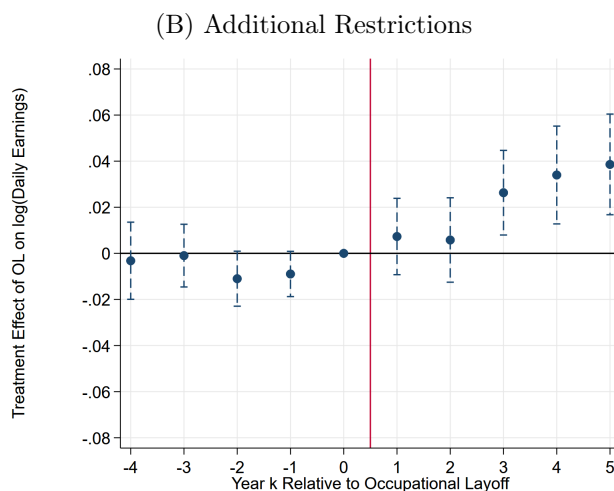 (B) Additional Restrictions
Treatment Effect of OL on log(Daily Earnings)
.08
.06
.04
.02
0
-.02
-.04
-.06
-.08
-4 -3 -2 -1 0 1 2 3 4 5
Year k Relative to Occupational Layoff